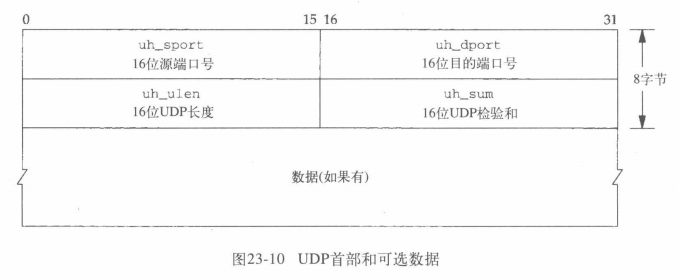 0 15 16 31
uh_sport uh_dport
16位源端口号 16位目的端口号
8字节
uh_ulen uh_sum
16位UDP长度 16位UDP检验和
数据(如果有)
图23-10 UDP首部和可选数据